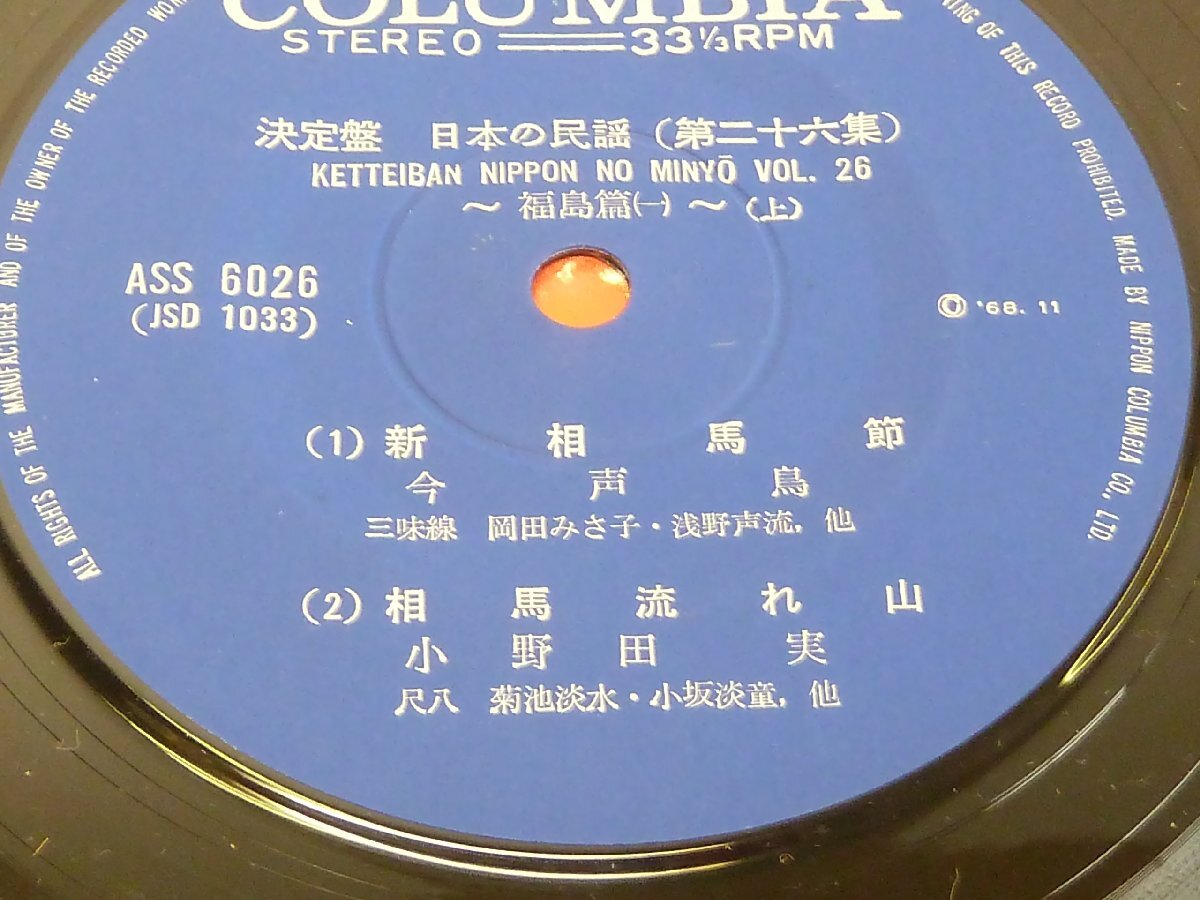 COLUMBIA
STEREO 33⅓RPM
決定盤 日本の民謡(第二十六集)
KETTEIBAN NIPPON NO MINYŌ VOL. 26
~ 福島篇(一) ~ (上)
ASS 6026
(JSD 1033)
© '68. 11
(1) 新相馬節
今声鳥
三味線 岡田みさ子・浅野声流, 他
(2) 相馬流れ山
小野田実
尺八 菊池淡水・小坂淡童, 他
ALL RIGHTS OF THE MANUFACTURER AND OF THE OWNER OF THE RECORDED
OF THIS RECORD PROHIBITED. MADE BY NIPPON COLUMBIA CO., LTD.